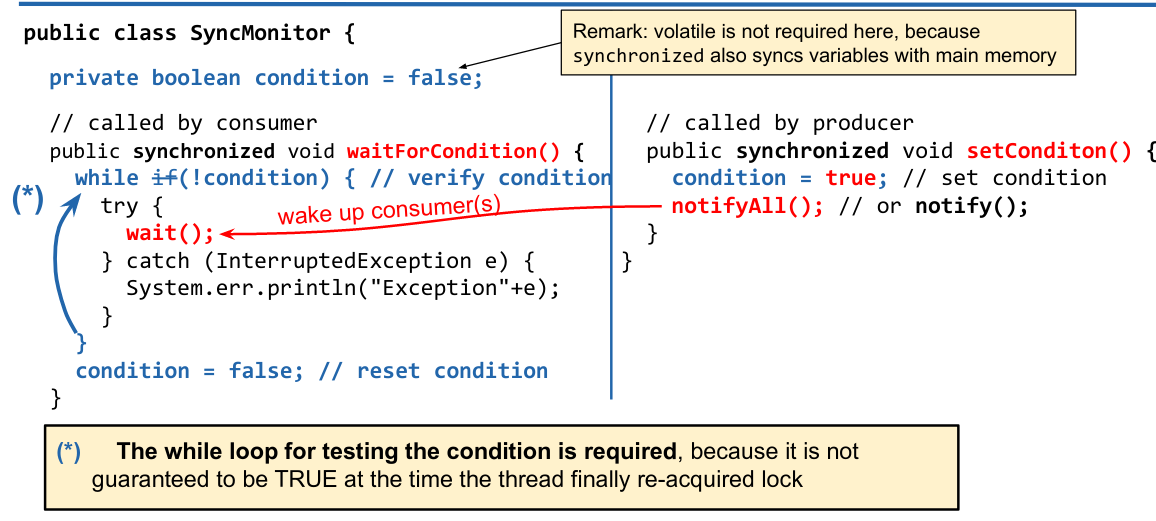 public class SyncMonitor {
Remark: volatile is not required here, because
synchronized also syncs variables with main memory
private boolean condition = false;
// called by consumer
public synchronized void waitForCondition() {
while if(!condition) { // verify condition
(*)
try {
wake up consumer(s)
wait();
} catch (InterruptedException e) {
System.err.println("Exception"+e);
}
}
condition = false; // reset condition
}
// called by producer
public synchronized void setConditon() {
condition = true; // set condition
notifyAll(); // or notify();
}
}
(*) The while loop for testing the condition is required, because it is not
guaranteed to be TRUE at the time the thread finally re-acquired lock